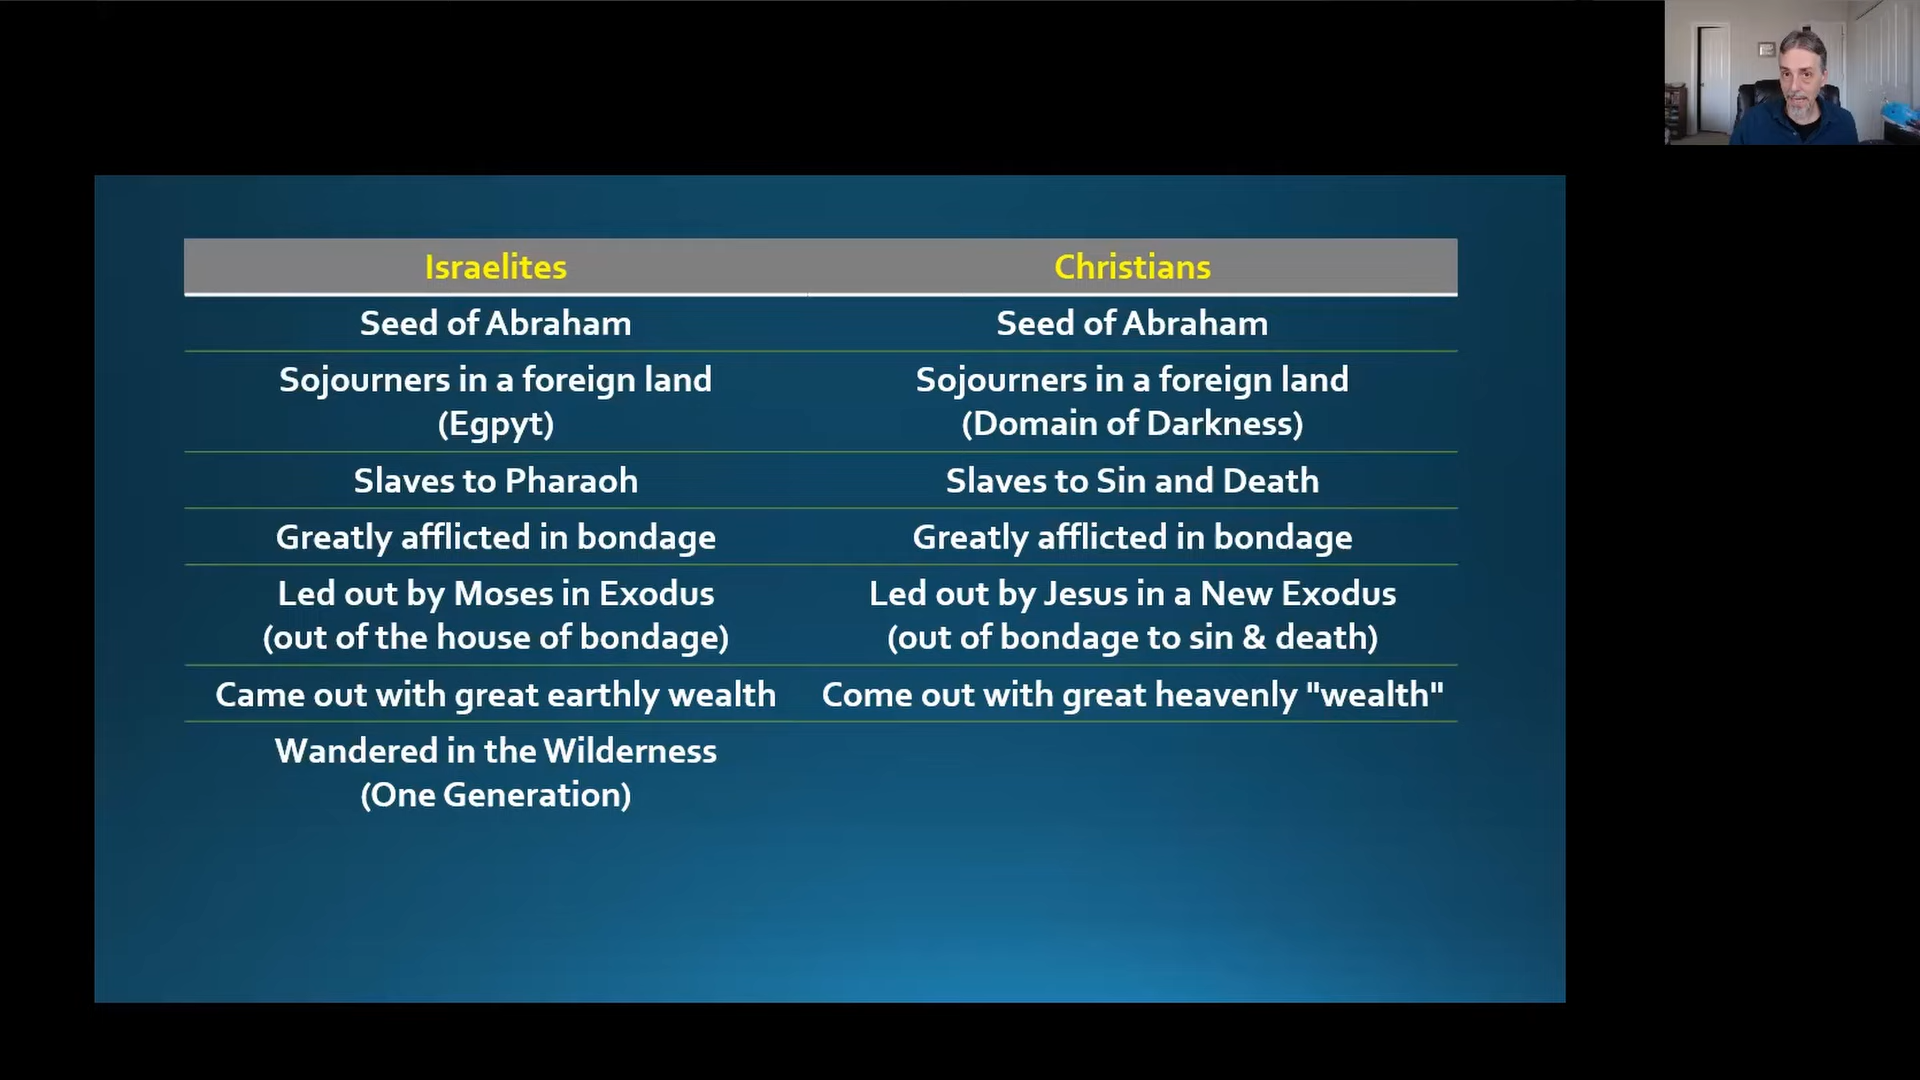 Israelites Christians
Seed of Abraham Seed of Abraham
Sojourners in a foreign land Sojourners in a foreign land
(Egpyt) (Domain of Darkness)
Slaves to Pharaoh Slaves to Sin and Death
Greatly afflicted in bondage Greatly afflicted in bondage
Led out by Moses in Exodus Led out by Jesus in a New Exodus
(out of the house of bondage) (out of bondage to sin & death)
Came out with great earthly wealth Come out with great heavenly "wealth"
Wandered in the Wilderness
(One Generation)